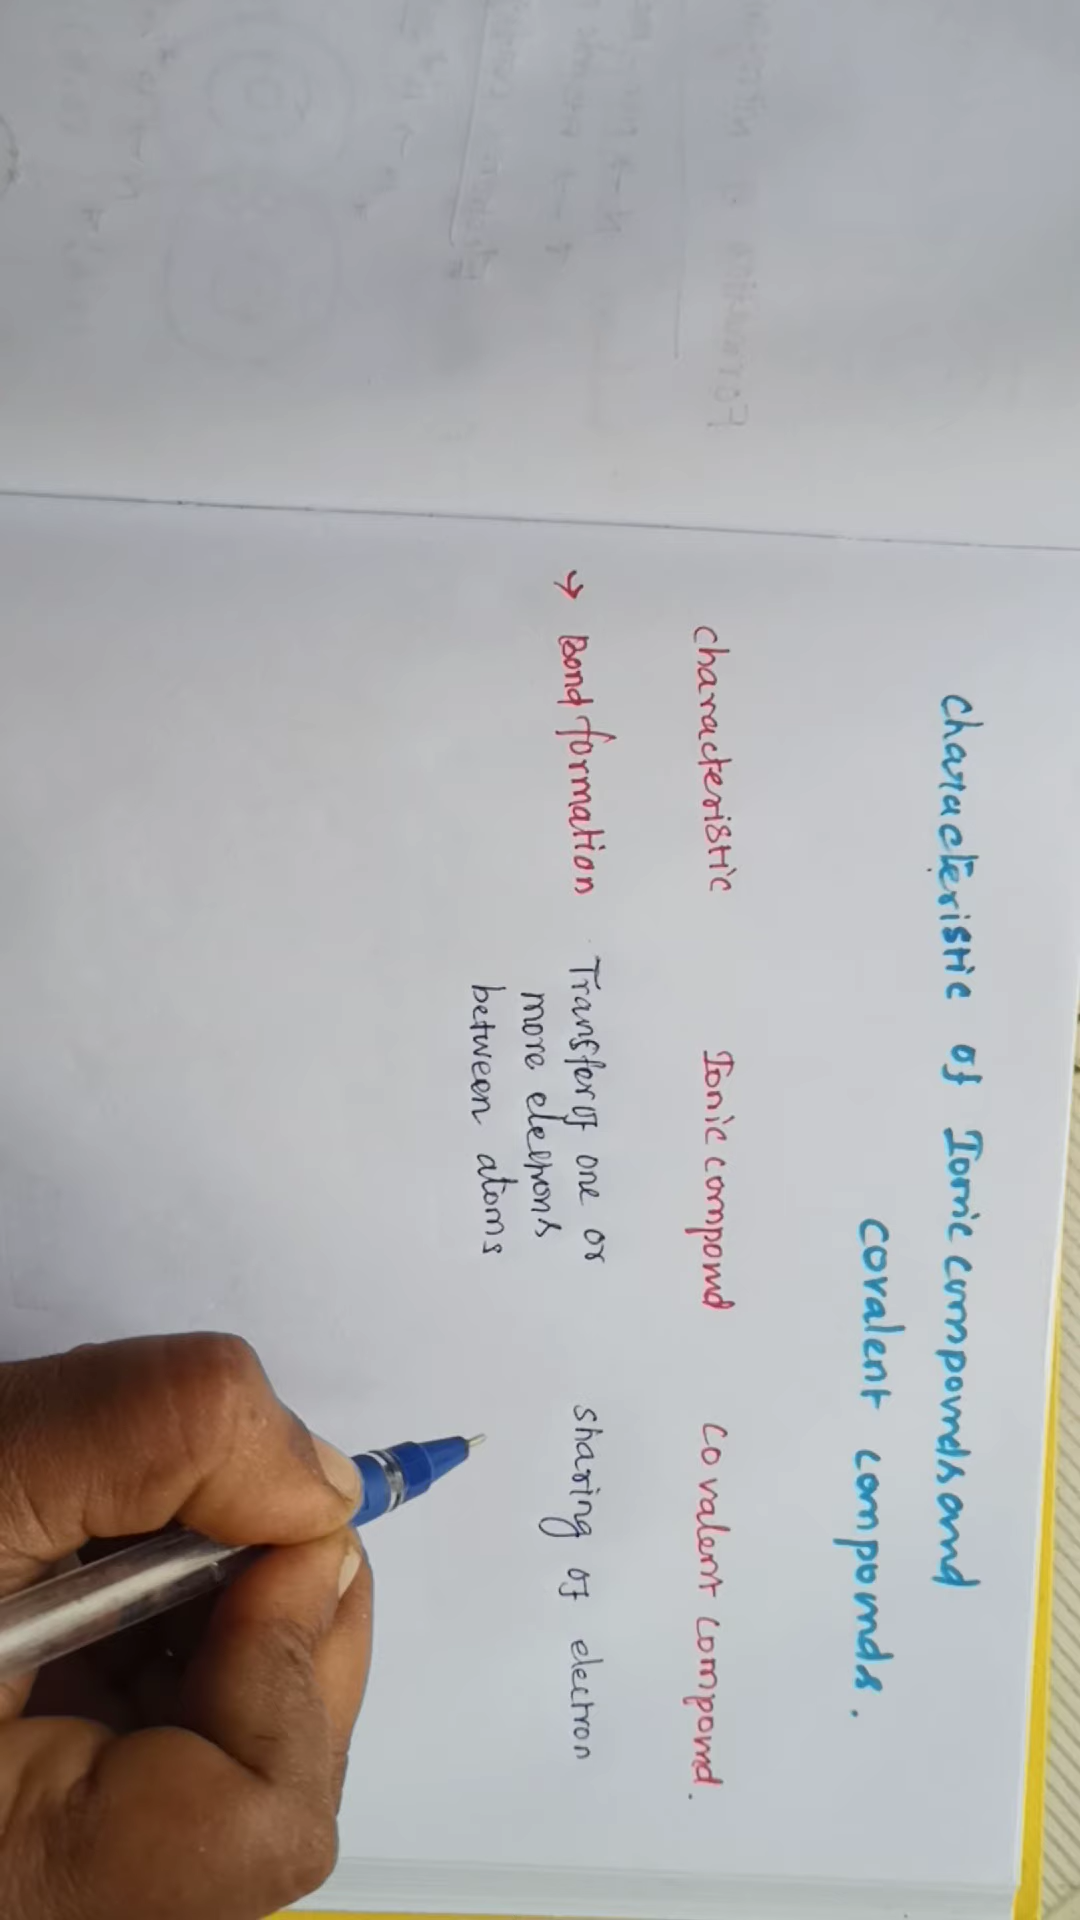 characteristic of Ionic compounds and
covalent compounds.
characteristic Ionic compound covalent compound.
→ Bond formation Transfer of one or sharing of electron
more electrons
between atoms